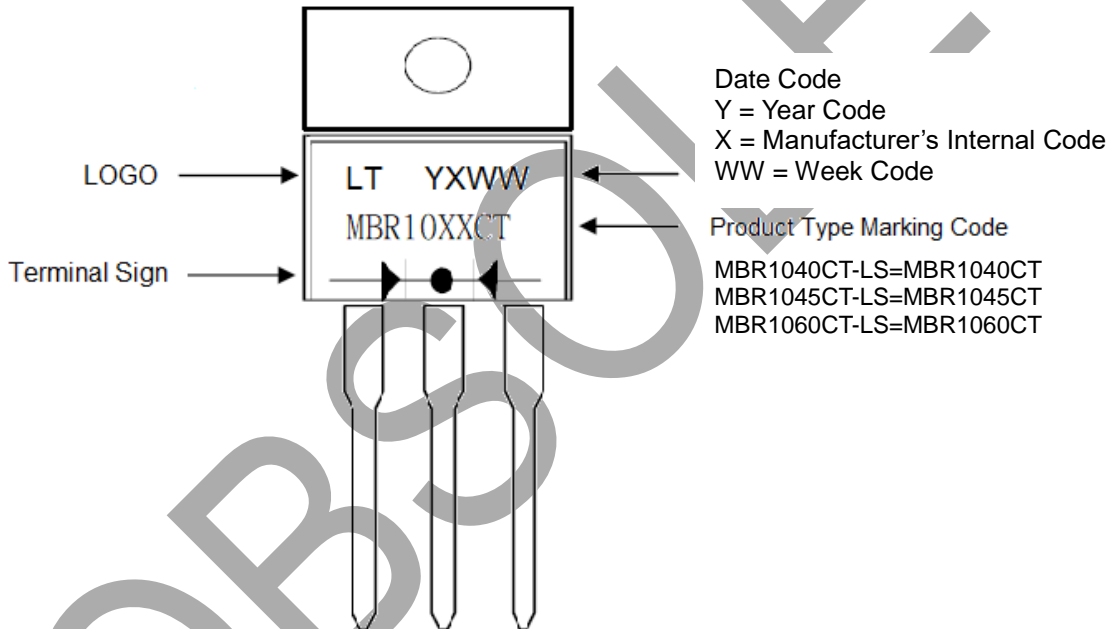 Date Code
Y = Year Code
X = Manufacturer's Internal Code
WW = Week Code
LOGO
LT YXWW
MBR10XXCT
Product Type Marking Code
Terminal Sign
MBR1040CT-LS=MBR1040CT
MBR1045CT-LS=MBR1045CT
MBR1060CT-LS=MBR1060CT
OBSOLE